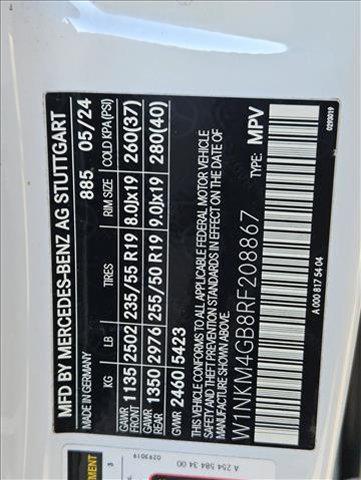 MFD BY MERCEDES-BENZ AG STUTTGART
MADE IN GERMANY 885 05/24
KG LB TIRES RIM SIZE COLD KPA(PSI)
GAWR FRONT 1135 2502 235/55 R19 8.0Jx19 260(37)
GAWR REAR 1350 2976 255/50 R19 9.0Jx19 280(40)
GVWR 2460 5423
THIS VEHICLE CONFORMS TO ALL APPLICABLE FEDERAL MOTOR VEHICLE
SAFETY/BUMPER AND THEFT PREVENTION STANDARDS IN EFFECT ON THE DATE OF
MANUFACTURE SHOWN ABOVE.
W1NKM4GB8RF208867 TYPE: MPV
A 000 817 54 04
0293019
0293019
A 254 584 34 00